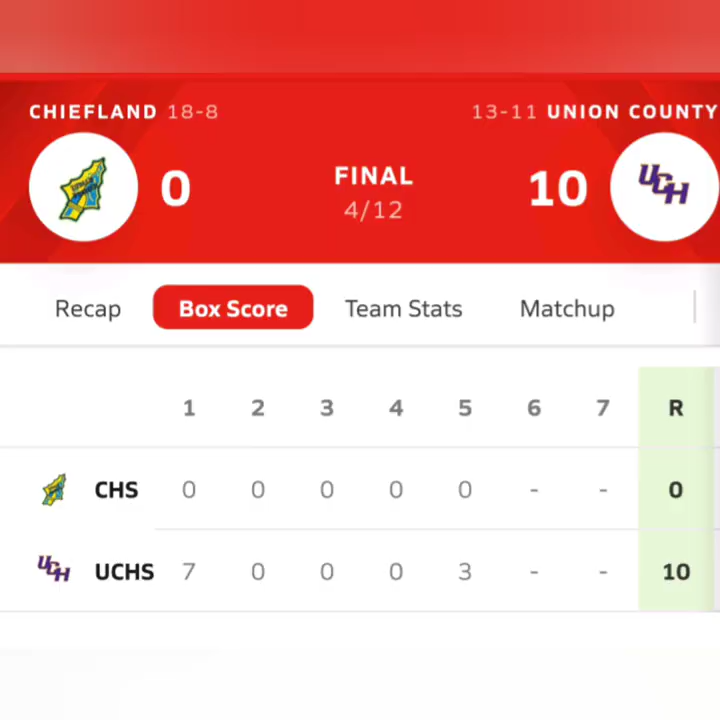 CHIEFLAND 18-8
13-11 UNION COUNTY
0
FINAL
4/12
10
UCH
Recap
Box Score
Team Stats
Matchup
1 2 3 4 5 6 7 R
CHS 0 0 0 0 0 - - 0
UCH UCHS 7 0 0 0 3 - - 10